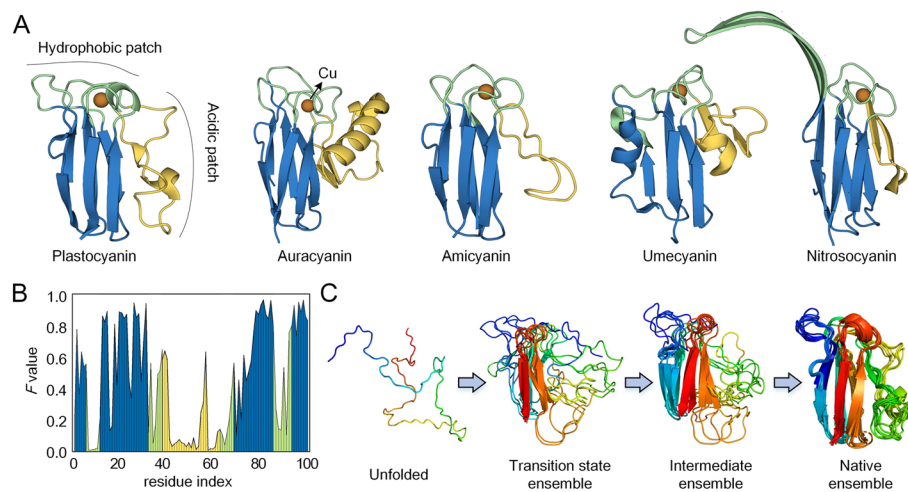 A
Hydrophobic patch
Cu
Acidic patch
Plastocyanin
Auracyanin
Amicyanin
Umecyanin
Nitrosocyanin
B
1.0
0.8
0.6
0.4
0.2
0.0
F value
0 20 40 60 80 100
residue index
C
Unfolded
Transition state
ensemble
Intermediate
ensemble
Native
ensemble